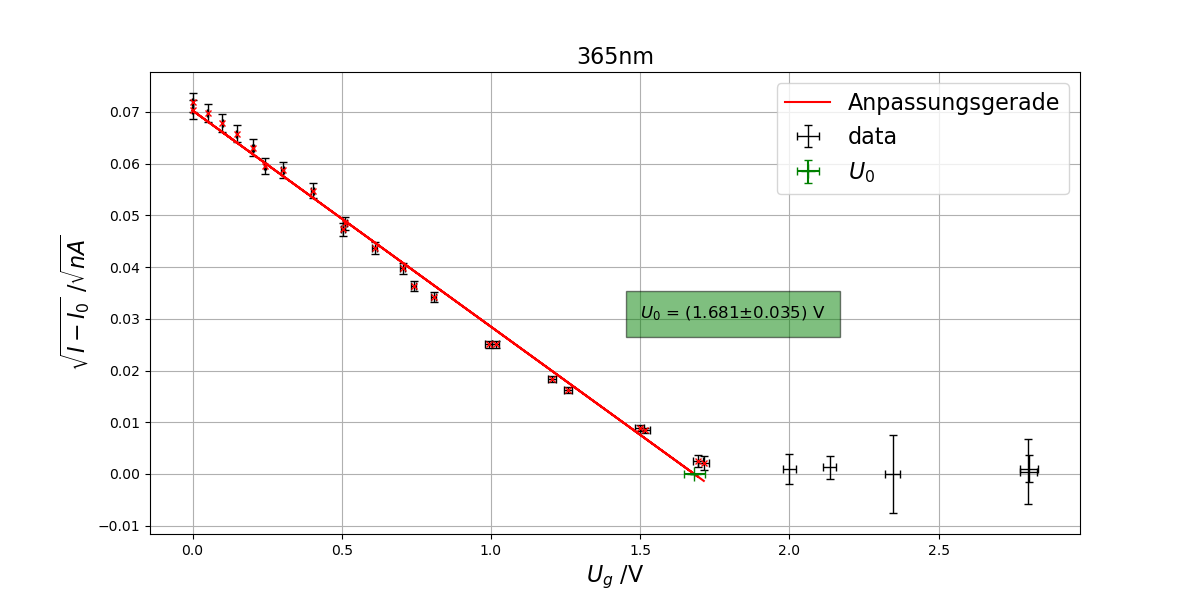 365nm
Anpassungsgerade
data
U₀
0.07
0.06
0.05
0.04
0.03
0.02
0.01
0.00
−0.01
√I − I₀ /√nA
U₀ = (1.681±0.035) V
0.0 0.5 1.0 1.5 2.0 2.5
U_g /V